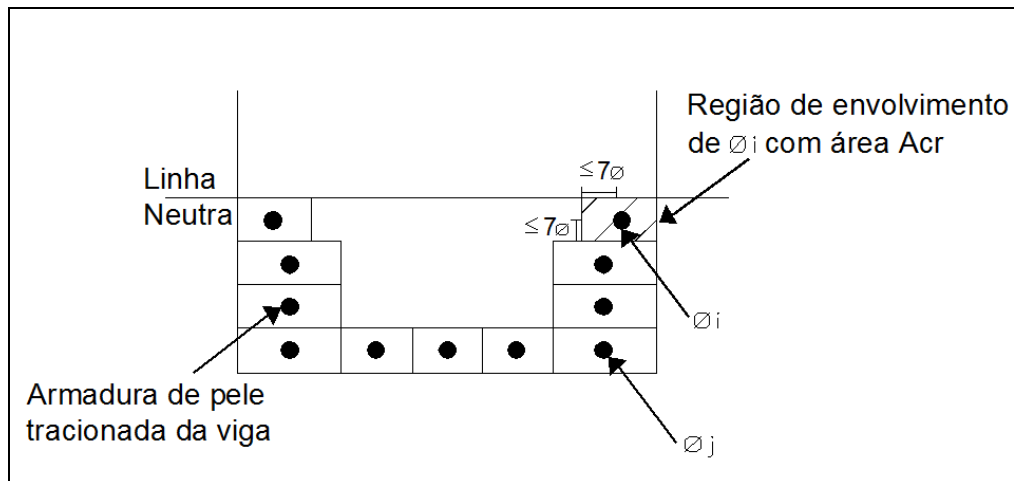 Região de envolvimento
de Øi com área Acr
≤7Ø
Linha
Neutra
≤7Ø
Øi
Armadura de pele
tracionada da viga
Øj